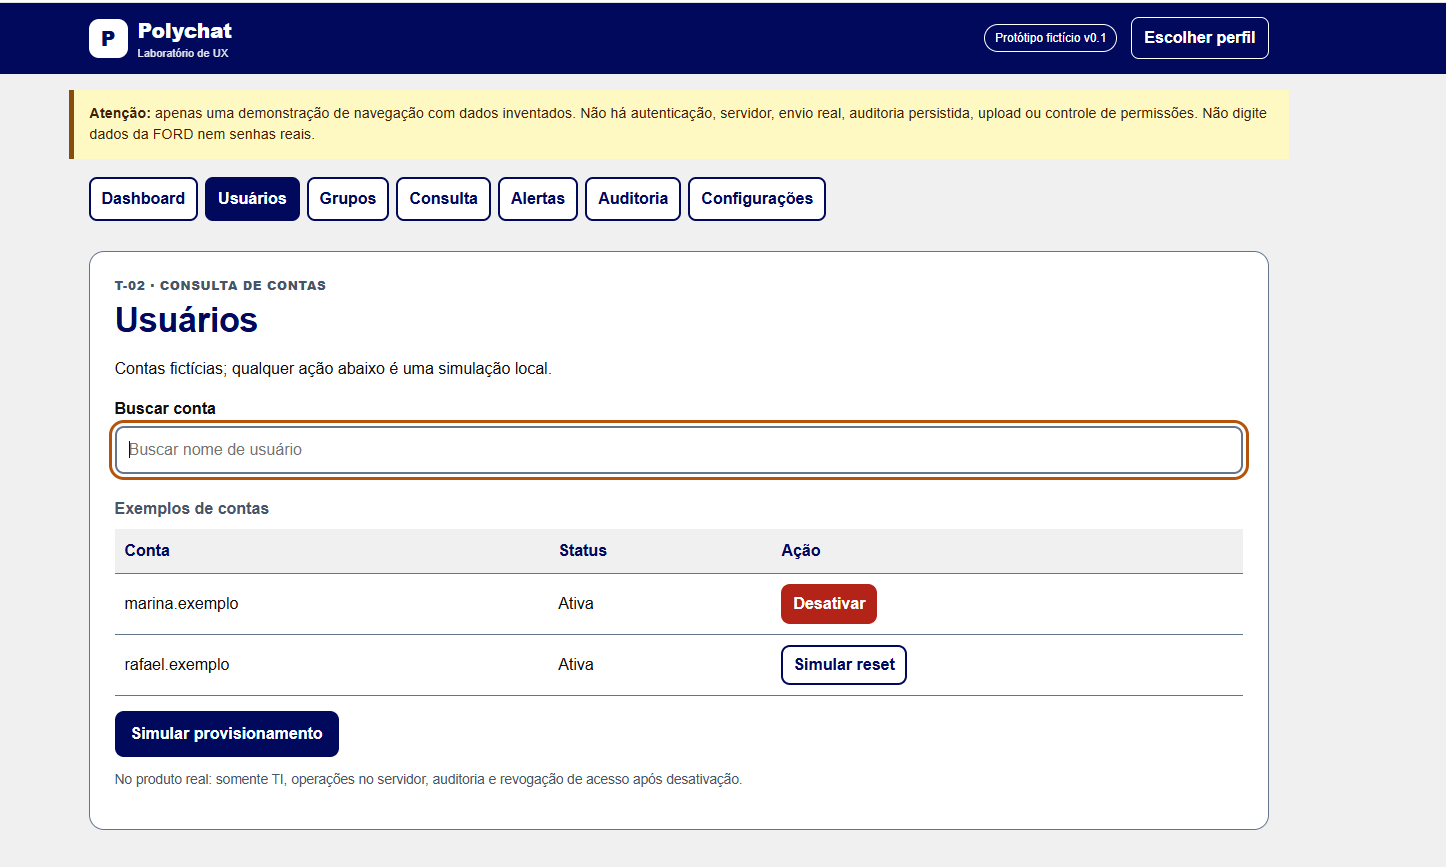 P
Polychat
Laboratório de UX
Protótipo fictício v0.1
Escolher perfil
Atenção: apenas uma demonstração de navegação com dados inventados. Não há autenticação, servidor, envio real, auditoria persistida, upload ou controle de permissões. Não digite
dados da FORD nem senhas reais.
Dashboard
Usuários
Grupos
Consulta
Alertas
Auditoria
Configurações
T-02 · CONSULTA DE CONTAS
Usuários
Contas fictícias; qualquer ação abaixo é uma simulação local.
Buscar conta
Buscar nome de usuário
Exemplos de contas
Conta Status Ação
marina.exemplo Ativa Desativar
rafael.exemplo Ativa Simular reset
Simular provisionamento
No produto real: somente TI, operações no servidor, auditoria e revogação de acesso após desativação.